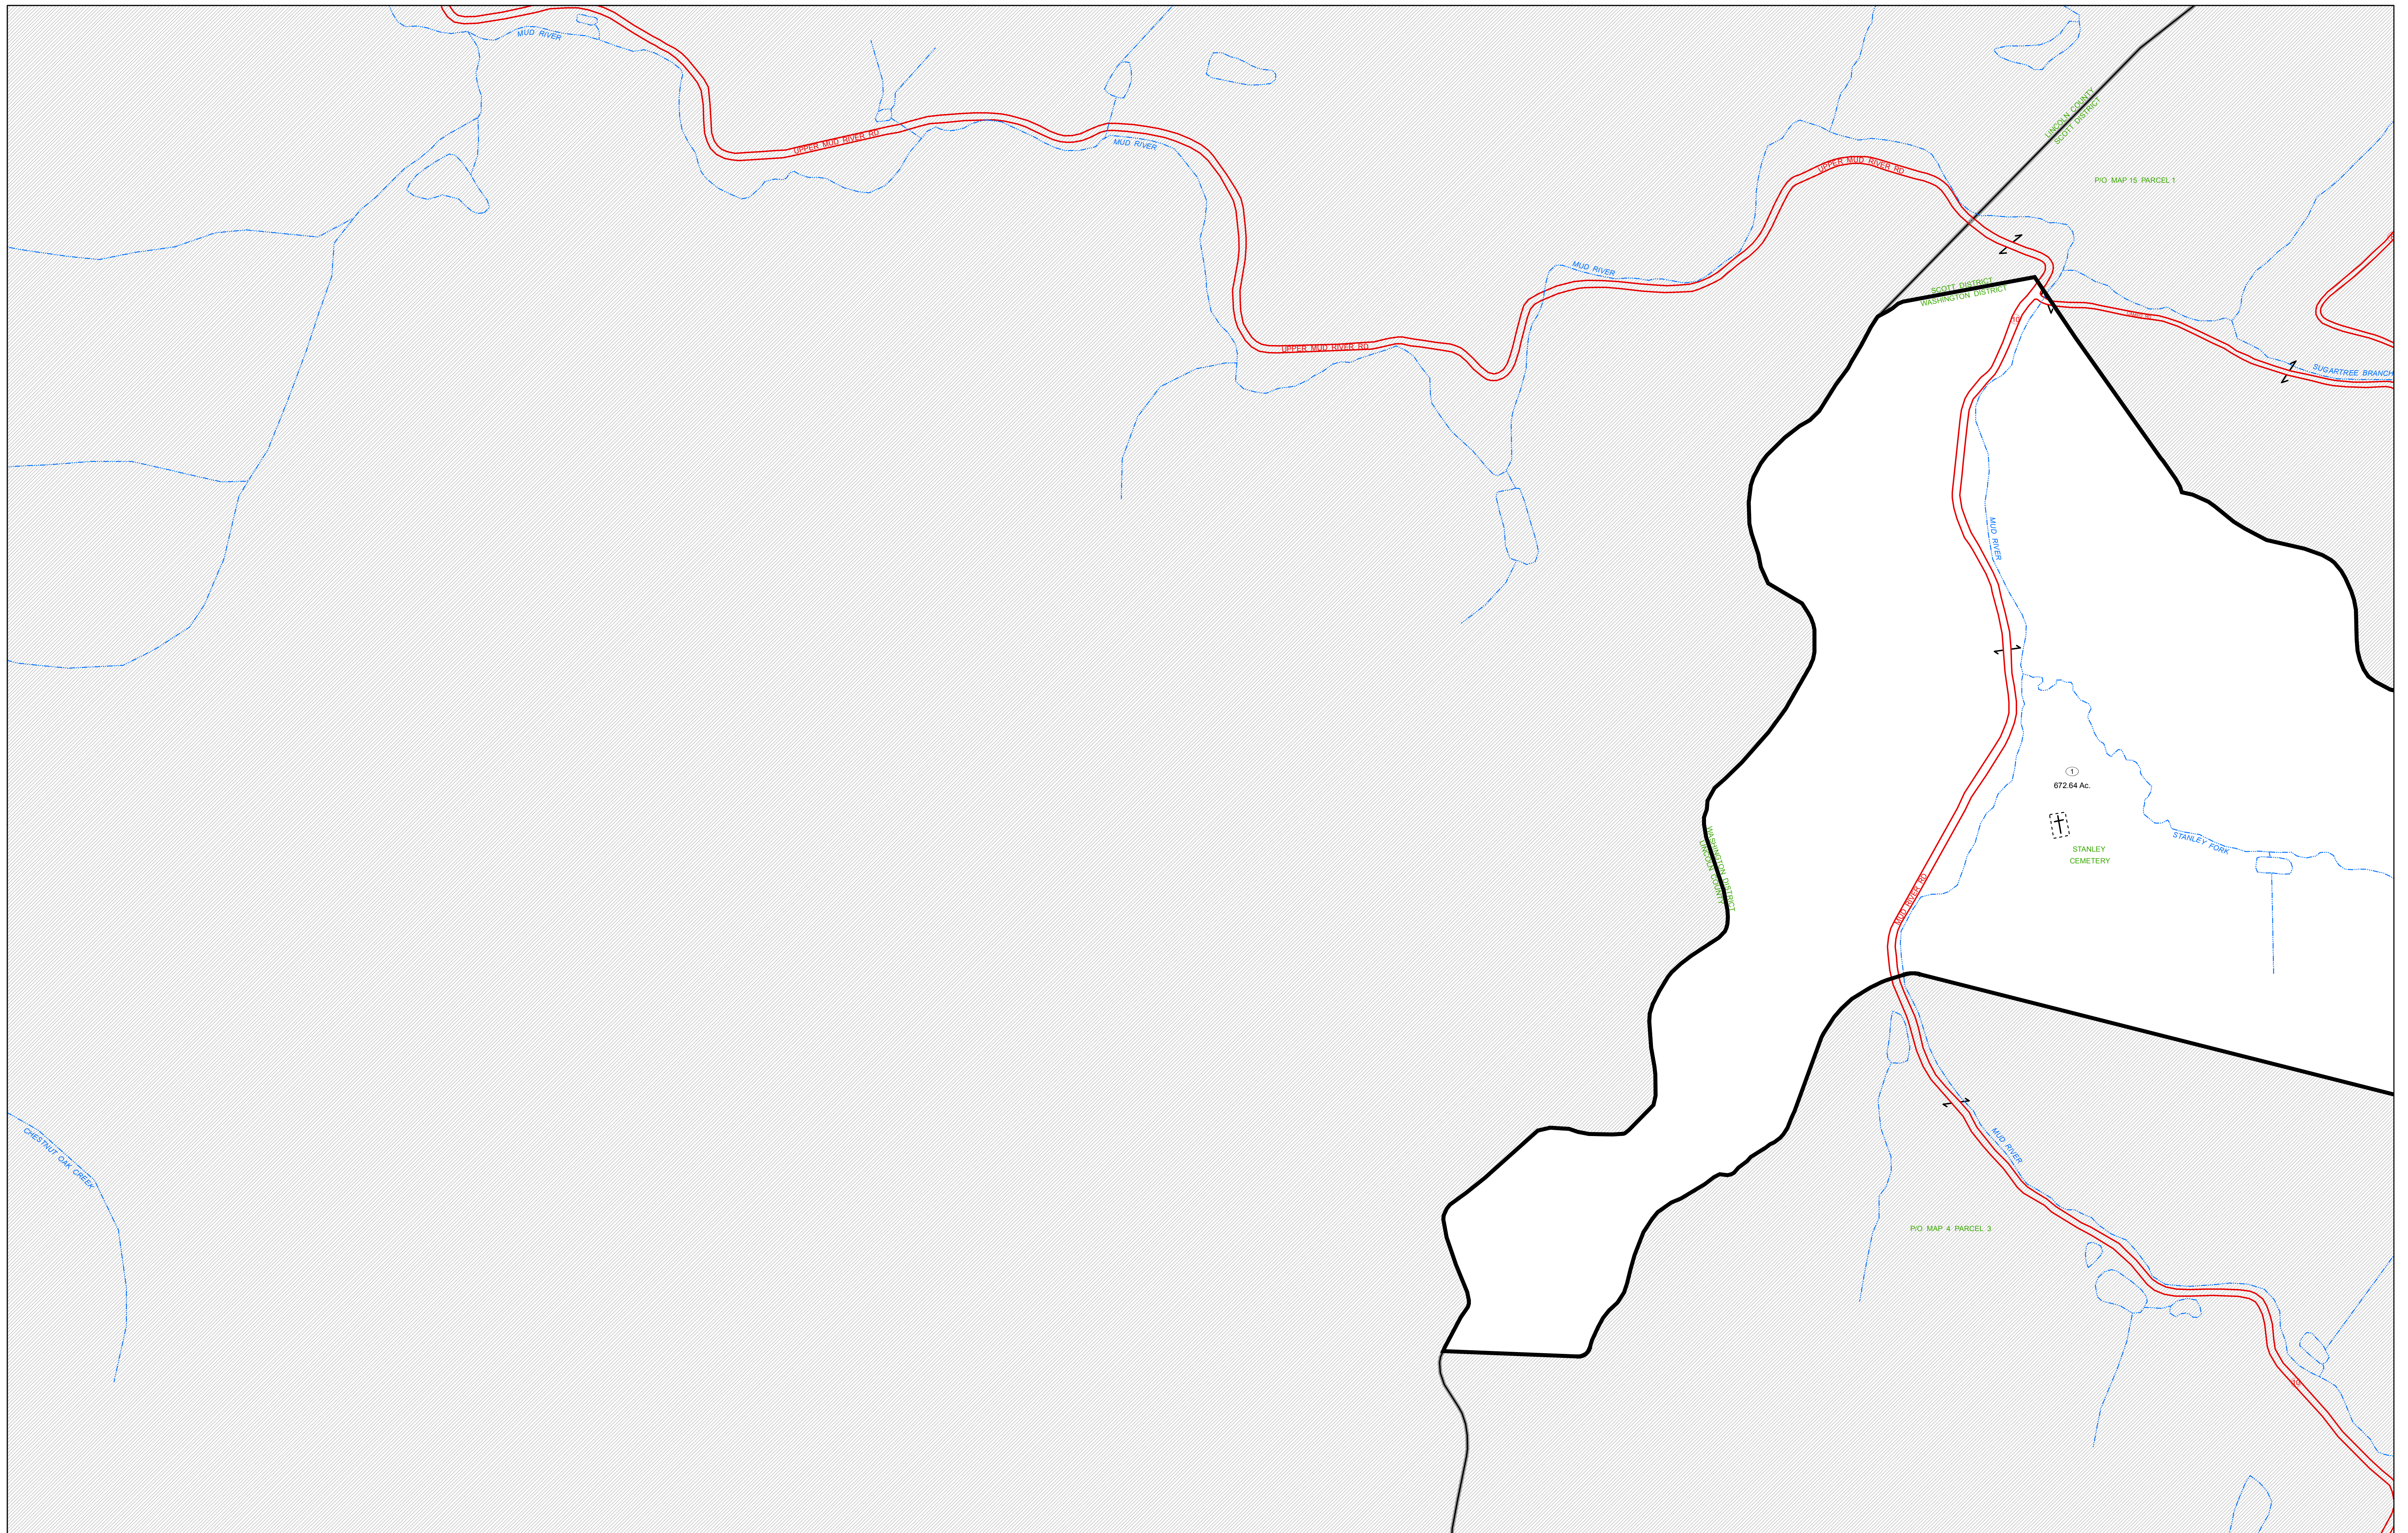 MUD RIVER
UPPER MUD RIVER RD
MUD RIVER
LINCOLN COUNTY
SCOTT DISTRICT
UPPER MUD RIVER RD
P/O MAP 15 PARCEL 1
MUD RIVER
SCOTT DISTRICT
WASHINGTON DISTRICT
10
UPPER MUD RIVER RD
SUGARTREE BRANCH
MUD RIVER
1
672.64 Ac.
STANLEY
CEMETERY
STANLEY FORK
WASHINGTON DISTRICT
LINCOLN COUNTY
MUD RIVER RD
CHESTNUT OAK CREEK
MUD RIVER
P/O MAP 4 PARCEL 3
10